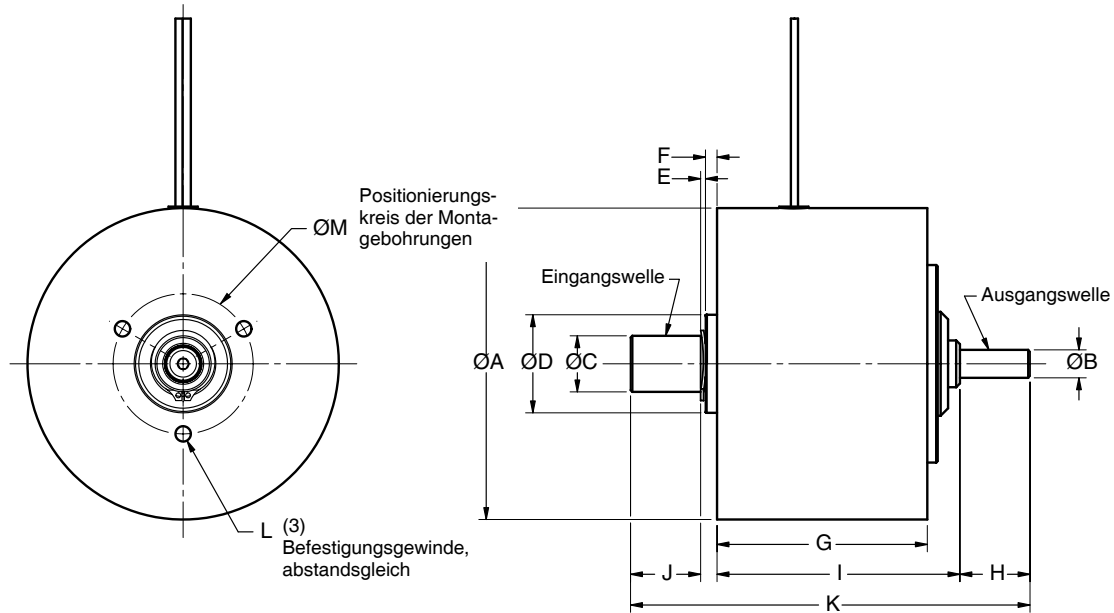 F
E
Positionierungs-
kreis der Monta-
gebohrungen
ØM
Eingangswelle
Ausgangswelle
ØA
ØD
ØC
ØB
L (3)
Befestigungsgewinde,
abstandsgleich
G
J
I
H
K